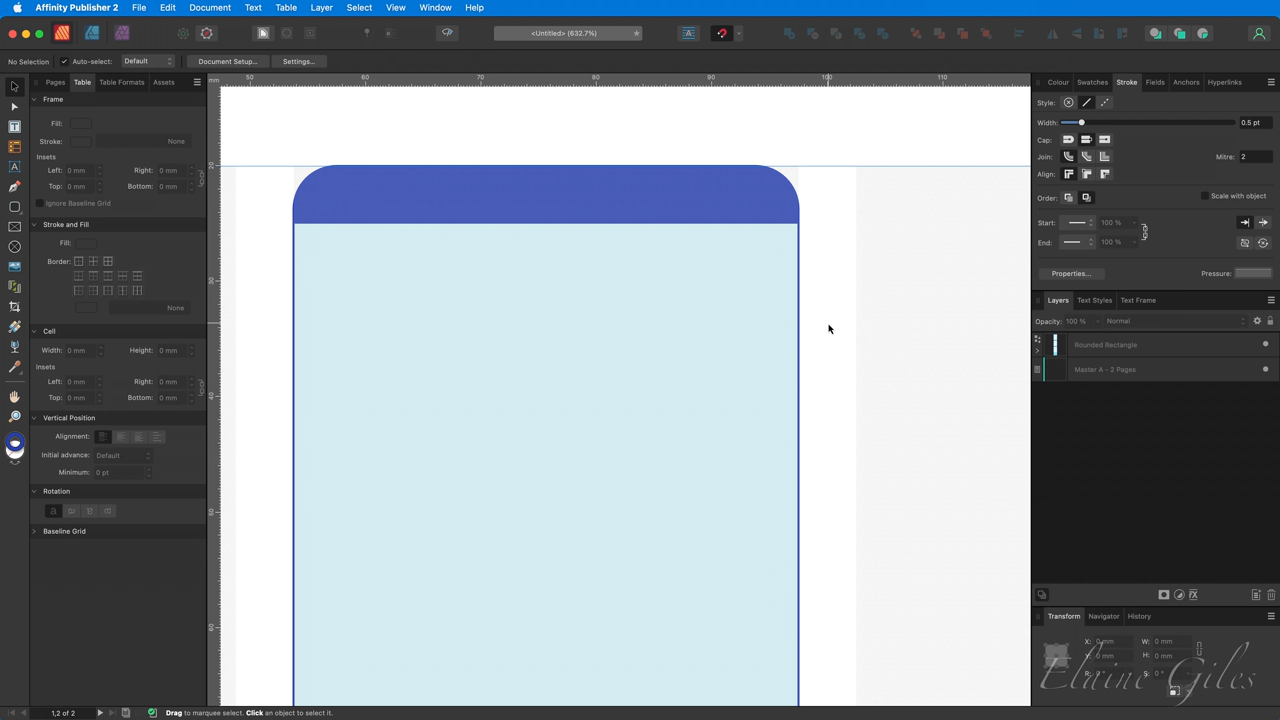 Affinity Publisher 2 File Edit Document Text Table Layer Select View Window Help
<Untitled> (632.7%)
No Selection Auto-select: Default Document Setup... Settings...
Pages Table Table Formats Assets
Frame
Fill:
Stroke: None
Insets
Left: 0 mm Right: 0 mm
Top: 0 mm Bottom: 0 mm
Ignore Baseline Grid
Stroke and Fill
Fill:
Border:
None
Cell
Width: 0 mm Height: 0 mm
Insets
Left: 0 mm Right: 0 mm
Top: 0 mm Bottom: 0 mm
Vertical Position
Alignment:
Initial advance: Default
Minimum: 0 pt
Rotation
a
Baseline Grid
mm 50 60 70 80 90 100 110
20
30
40
50
60
Colour Swatches Stroke Fields Anchors Hyperlinks
Style:
Width: 0.5 pt
Cap:
Join: Mitre: 2
Align:
Order: Scale with object
Start: 100 %
End: 100 %
Properties... Pressure:
Layers Text Styles Text Frame
Opacity: 100 % Normal
Rounded Rectangle
Master A - 2 Pages
Transform Navigator History
X: 0 mm W: 0 mm
Y: 0 mm H: 0 mm
R: 0 ° S: 0 °
Elaine Giles
1,2 of 2 Drag to marquee select. Click an object to select it.